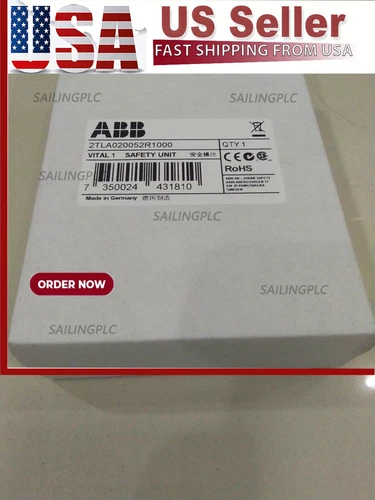 USA
US Seller
FAST SHIPPING FROM USA
SAILINGPLC
SAILINGPLC
ABB
2TLA020052R1000
QTY 1
VITAL 1 SAFETY UNIT 安全模块
RoHS
7 350024 431810
Made in Germany 德国制造
SWEDEN
SAILINGPLC
ORDER NOW
SAILINGPLC
SAILINGPLC